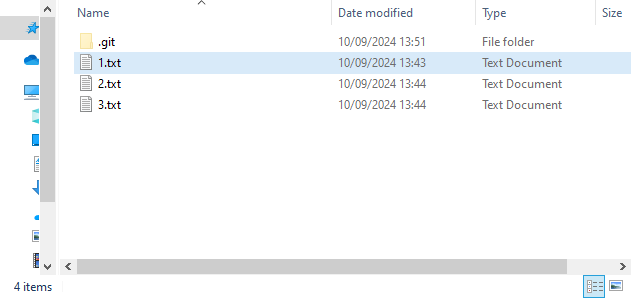 Name Date modified Type Size
.git 10/09/2024 13:51 File folder
1.txt 10/09/2024 13:43 Text Document
2.txt 10/09/2024 13:44 Text Document
3.txt 10/09/2024 13:44 Text Document
4 items